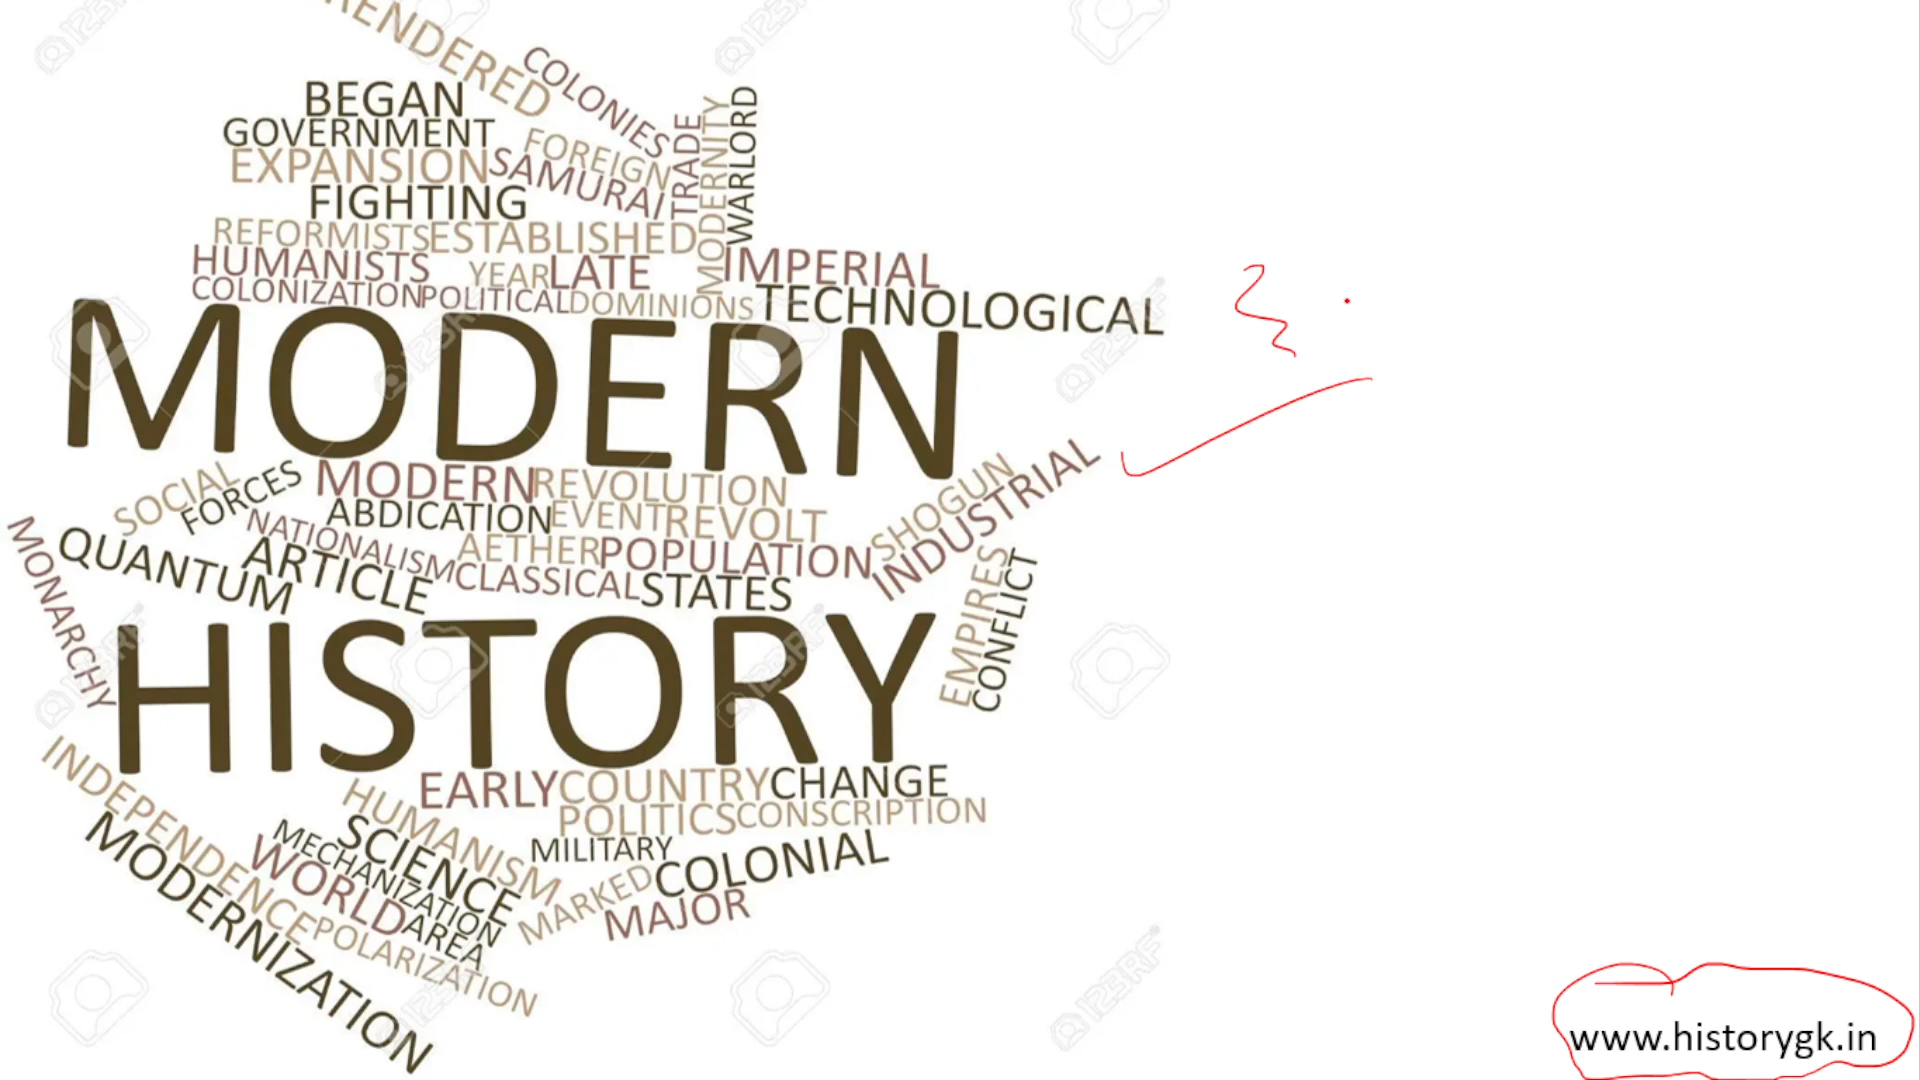 RENDERED
COLONIES
BEGAN
GOVERNMENT
FOREIGN
TRADE
MODERNITY
WARLORD
EXPANSION
SAMURAI
FIGHTING
REFORMISTS
ESTABLISHED
HUMANISTS
YEAR
LATE
IMPERIAL
COLONIZATION
POLITICAL
DOMINIONS
TECHNOLOGICAL
MODERN
SOCIAL
FORCES
MODERN
REVOLUTION
SHOGUN
INDUSTRIAL
ABDICATION
EVENT
REVOLT
NATIONALISM
AETHER
POPULATION
MONARCHY
QUANTUM
ARTICLE
CLASSICAL
STATES
EMPIRES
CONFLICT
HISTORY
INDEPENDENCE
EARLY
COUNTRY
CHANGE
HUMANISM
POLITICS
CONSCRIPTION
MODERNIZATION
SCIENCE
MECHANIZATION
MILITARY
COLONIAL
WORLD
MARKED
MAJOR
AREA
POLARIZATION
www.historygk.in
123RF